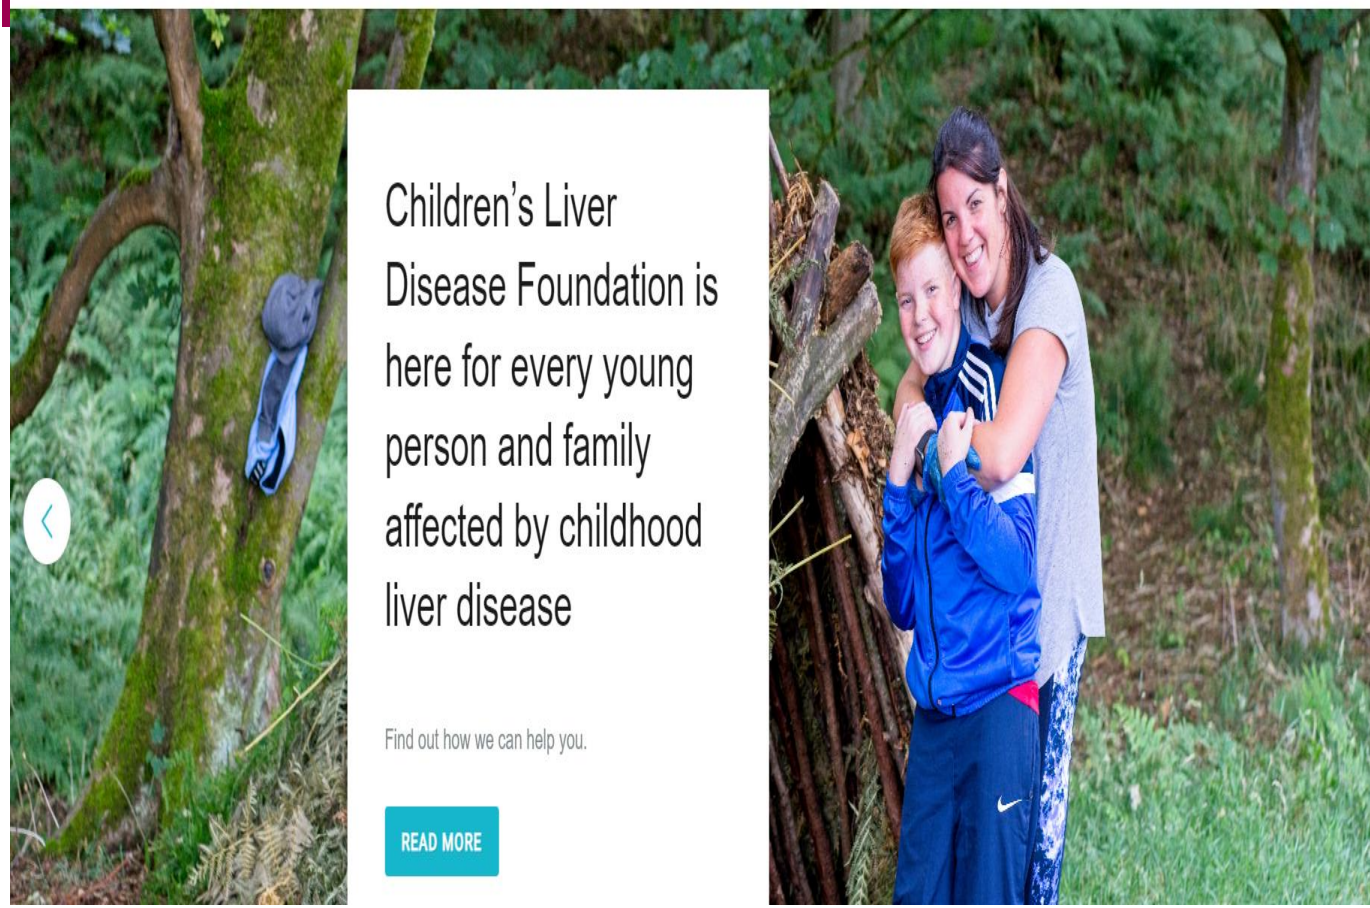 Children’s Liver
Disease Foundation is
here for every young
person and family
affected by childhood
liver disease
Find out how we can help you.
READ MORE